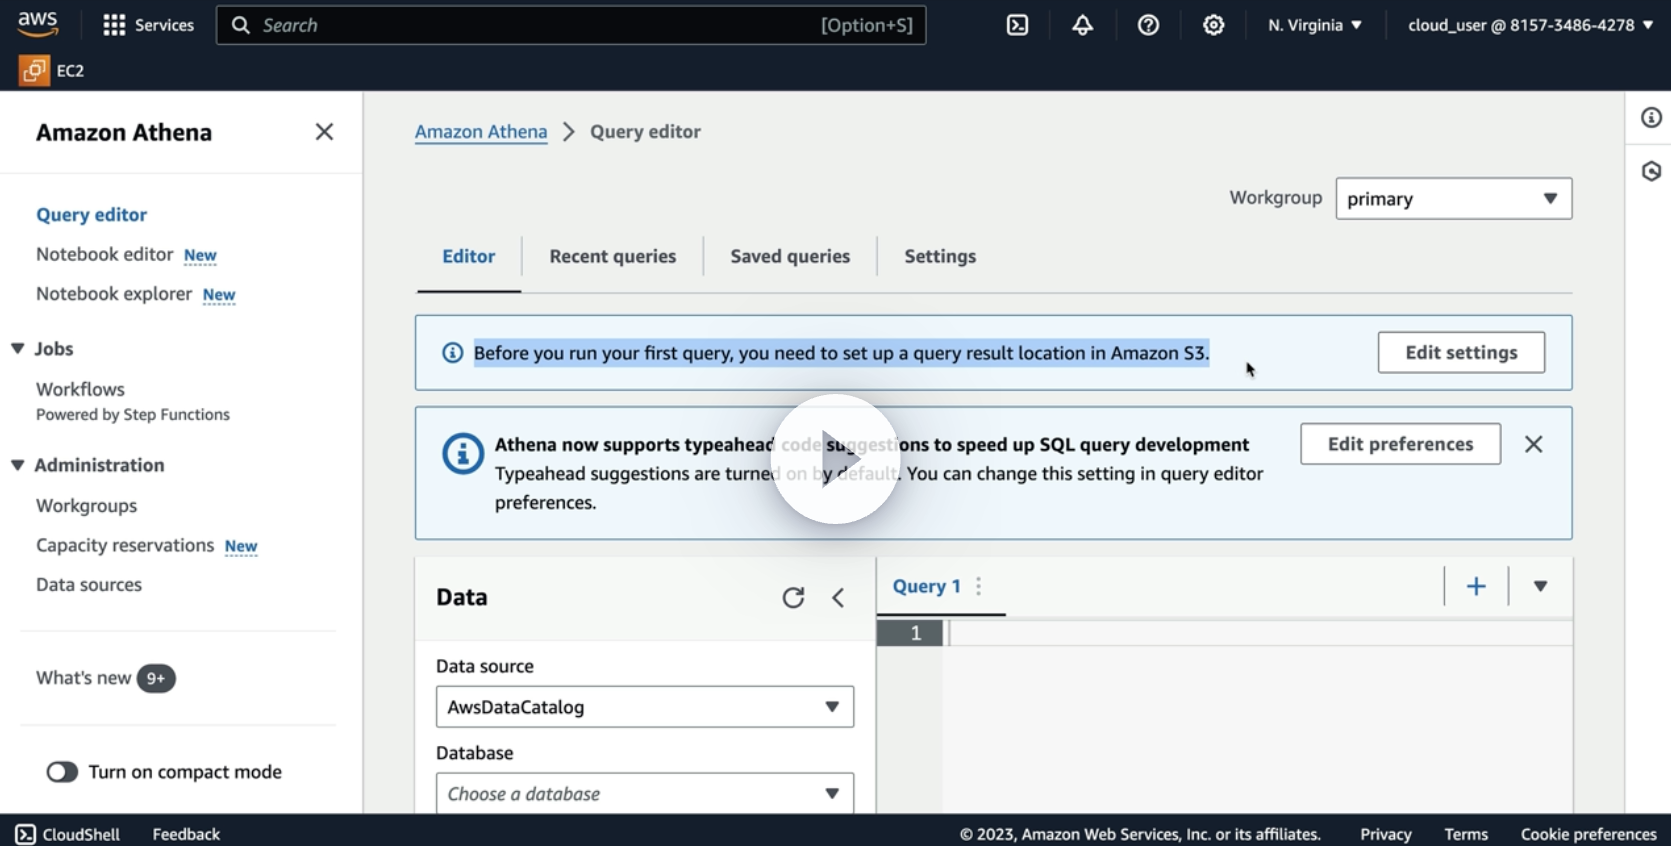 aws
Services
Search
[Option+S]
N. Virginia
cloud_user @ 8157-3486-4278
EC2
Amazon Athena
Query editor
Notebook editor New
Notebook explorer New
Jobs
Workflows
Powered by Step Functions
Administration
Workgroups
Capacity reservations New
Data sources
What's new 9+
Turn on compact mode
Amazon Athena
Query editor
Workgroup
primary
Editor
Recent queries
Saved queries
Settings
Before you run your first query, you need to set up a query result location in Amazon S3.
Edit settings
Athena now supports typeahead code suggestions to speed up SQL query development
Typeahead suggestions are turned on by default. You can change this setting in query editor
preferences.
Edit preferences
Data
Data source
AwsDataCatalog
Database
Choose a database
Query 1
1
CloudShell
Feedback
© 2023, Amazon Web Services, Inc. or its affiliates.
Privacy
Terms
Cookie preferences